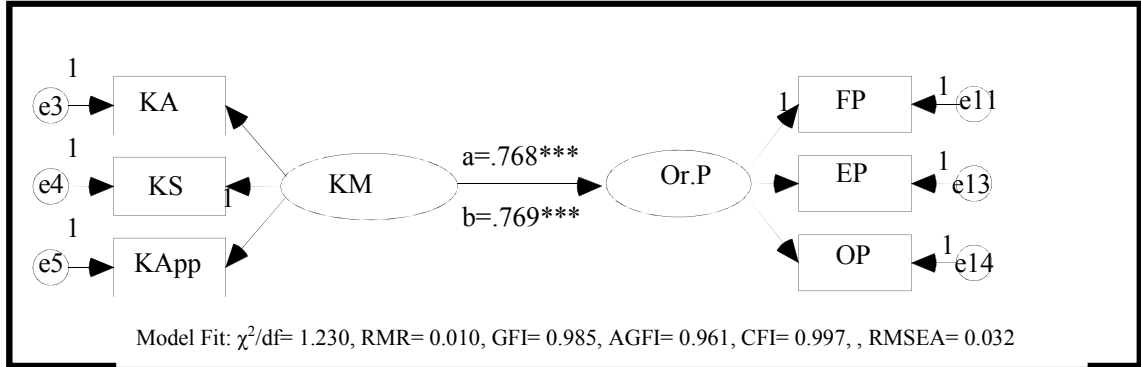 1
e3
KA
1
e4
KS
1
1
e5
KApp
KM
a=.768***
b=.769***
Or.P
1
FP
1
e11
EP
1
e13
OP
1
e14
Model Fit: χ²/df= 1.230, RMR= 0.010, GFI= 0.985, AGFI= 0.961, CFI= 0.997, , RMSEA= 0.032